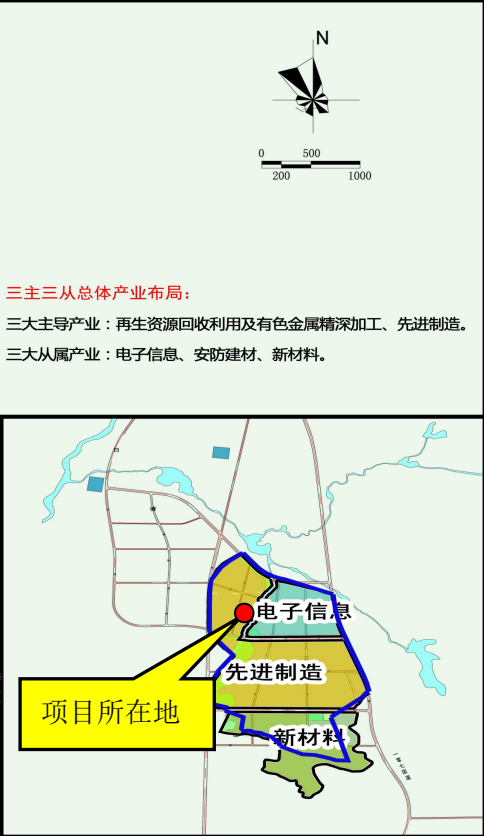 N
0 500
200 1000
三主三从总体产业布局：
三大主导产业：再生资源回收利用及有色金属精深加工、先进制造。
三大从属产业：电子信息、安防建材、新材料。
电子信息
先进制造
项目所在地
新材料